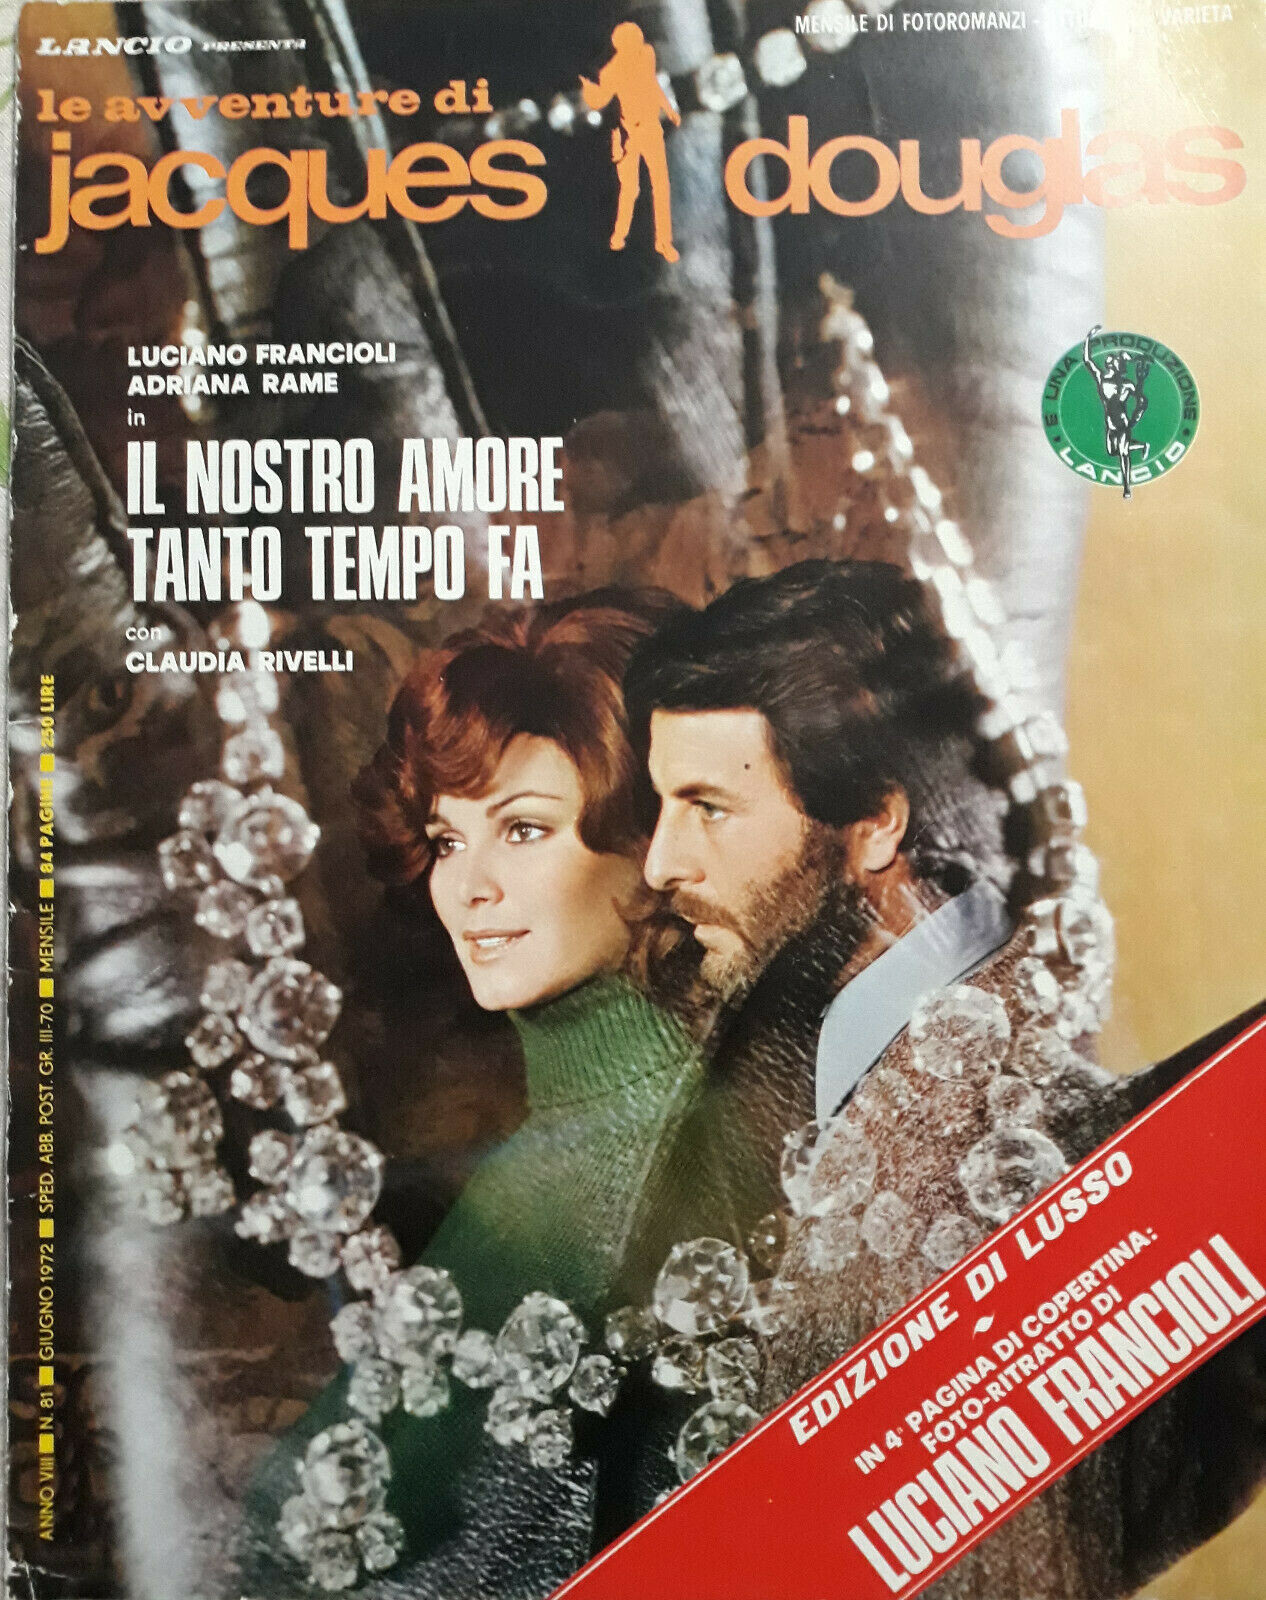 LANCIO PRESENTA
MENSILE DI FOTOROMANZI - VARIETA'
le avventure di
jacques douglas
LUCIANO FRANCIOLI
ADRIANA RAME
in
IL NOSTRO AMORE
TANTO TEMPO FA
con
CLAUDIA RIVELLI
È UNA PRODUZIONE
LANCIO
ANNO VIII ■ N. 81 ■ GIUGNO 1972 ■ SPED. ABB. POST. GR. III-70 ■ MENSILE ■ 84 PAGINE ■ 250 LIRE
EDIZIONE DI LUSSO
IN 4ª PAGINA DI COPERTINA:
FOTO-RITRATTO DI
LUCIANO FRANCIOLI